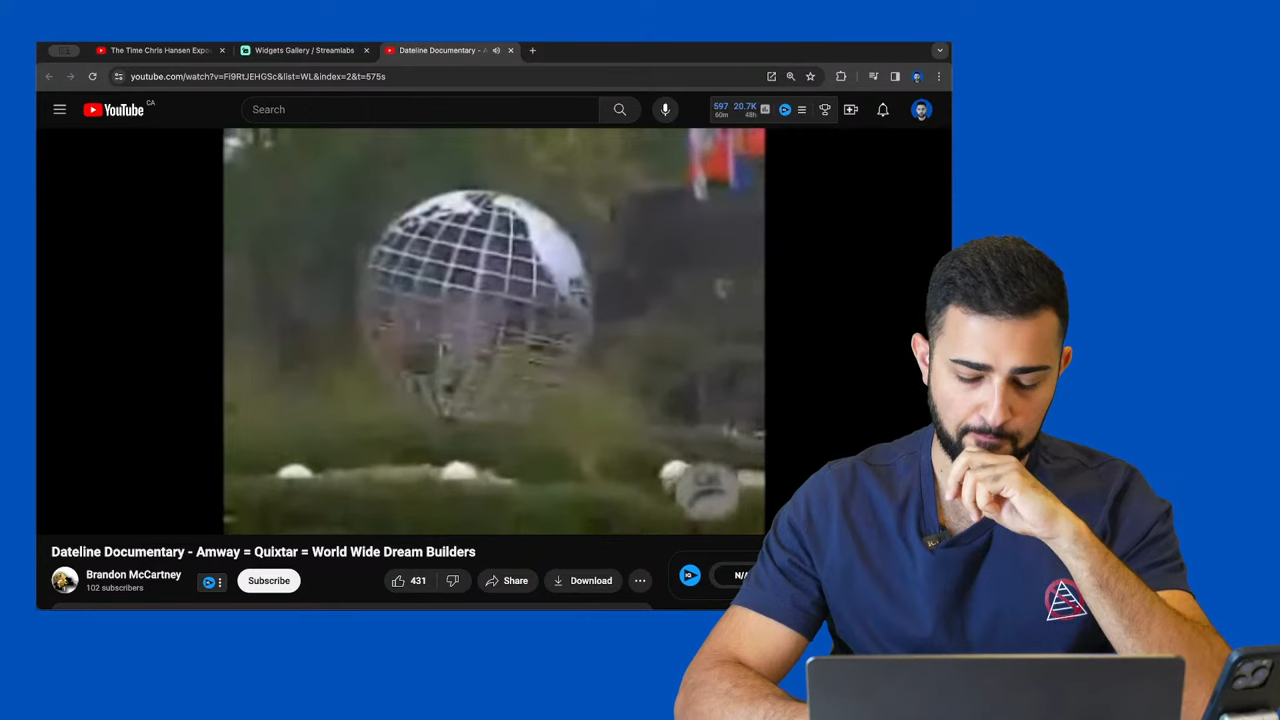 The Time Chris Hansen Expo
Widgets Gallery / Streamlabs
Dateline Documentary - A
youtube.com/watch?v=Fi9RtJEHGSc&list=WL&index=2&t=575s
YouTube CA
Search
597 20.7K
60m 48h
Dateline Documentary - Amway = Quixtar = World Wide Dream Builders
Brandon McCartney
102 subscribers
Subscribe
431
Share
Download
N/